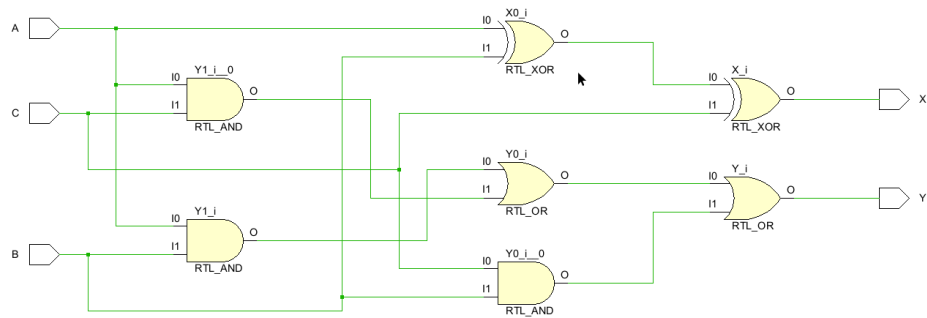 X0_i
A
I0
O
I1
RTL_XOR
Y1_i__0
X_i
I0
O
I0
O
X
C
I1
I1
RTL_AND
RTL_XOR
Y0_i
Y_i
I0
O
I0
O
Y
I1
I1
RTL_OR
RTL_OR
Y1_i
I0
O
B
I1
RTL_AND
Y0_i__0
I0
O
I1
RTL_AND